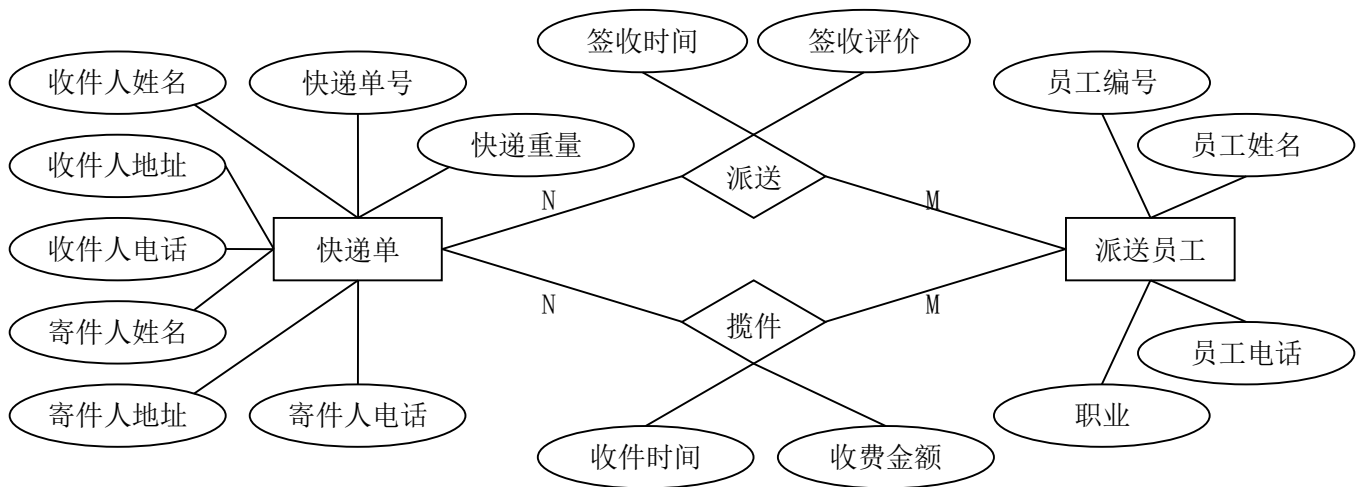 签收时间
签收评价
收件人姓名
快递单号
员工编号
快递重量
员工姓名
收件人地址
派送
N
M
收件人电话
快递单
派送员工
N
M
寄件人姓名
揽件
员工电话
寄件人地址
寄件人电话
职业
收件时间
收费金额